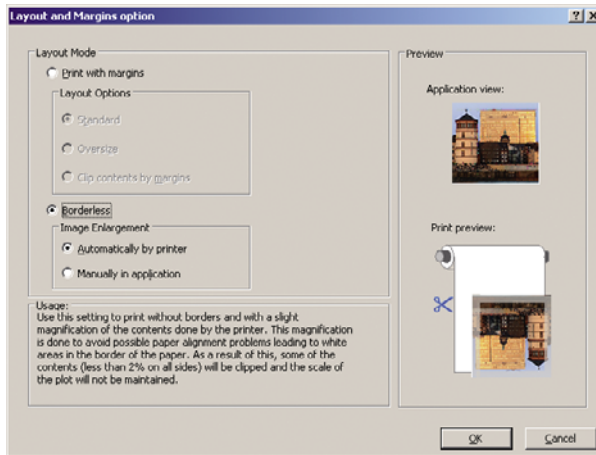 Layout and Margins option
Layout Mode
Print with margins
Layout Options
Standard
Oversize
Clip contents by margins
Borderless
Image Enlargement
Automatically by printer
Manually in application
Usage:
Use this setting to print without borders and with a slight
magnification of the contents done by the printer. This magnification
is done to avoid possible paper alignment problems leading to white
areas in the border of the paper. As a result of this, some of the
contents (less than 2% on all sides) will be clipped and the scale of
the plot will not be maintained.
Preview
Application view:
Print preview:
OK
Cancel